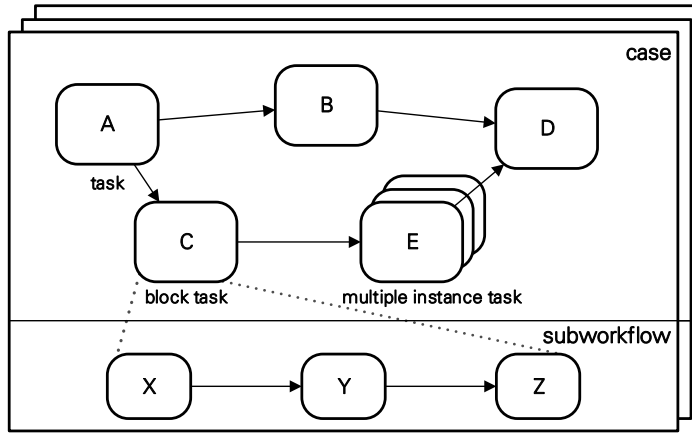 case
A
B
D
task
C
E
block task
multiple instance task
subworkflow
X
Y
Z